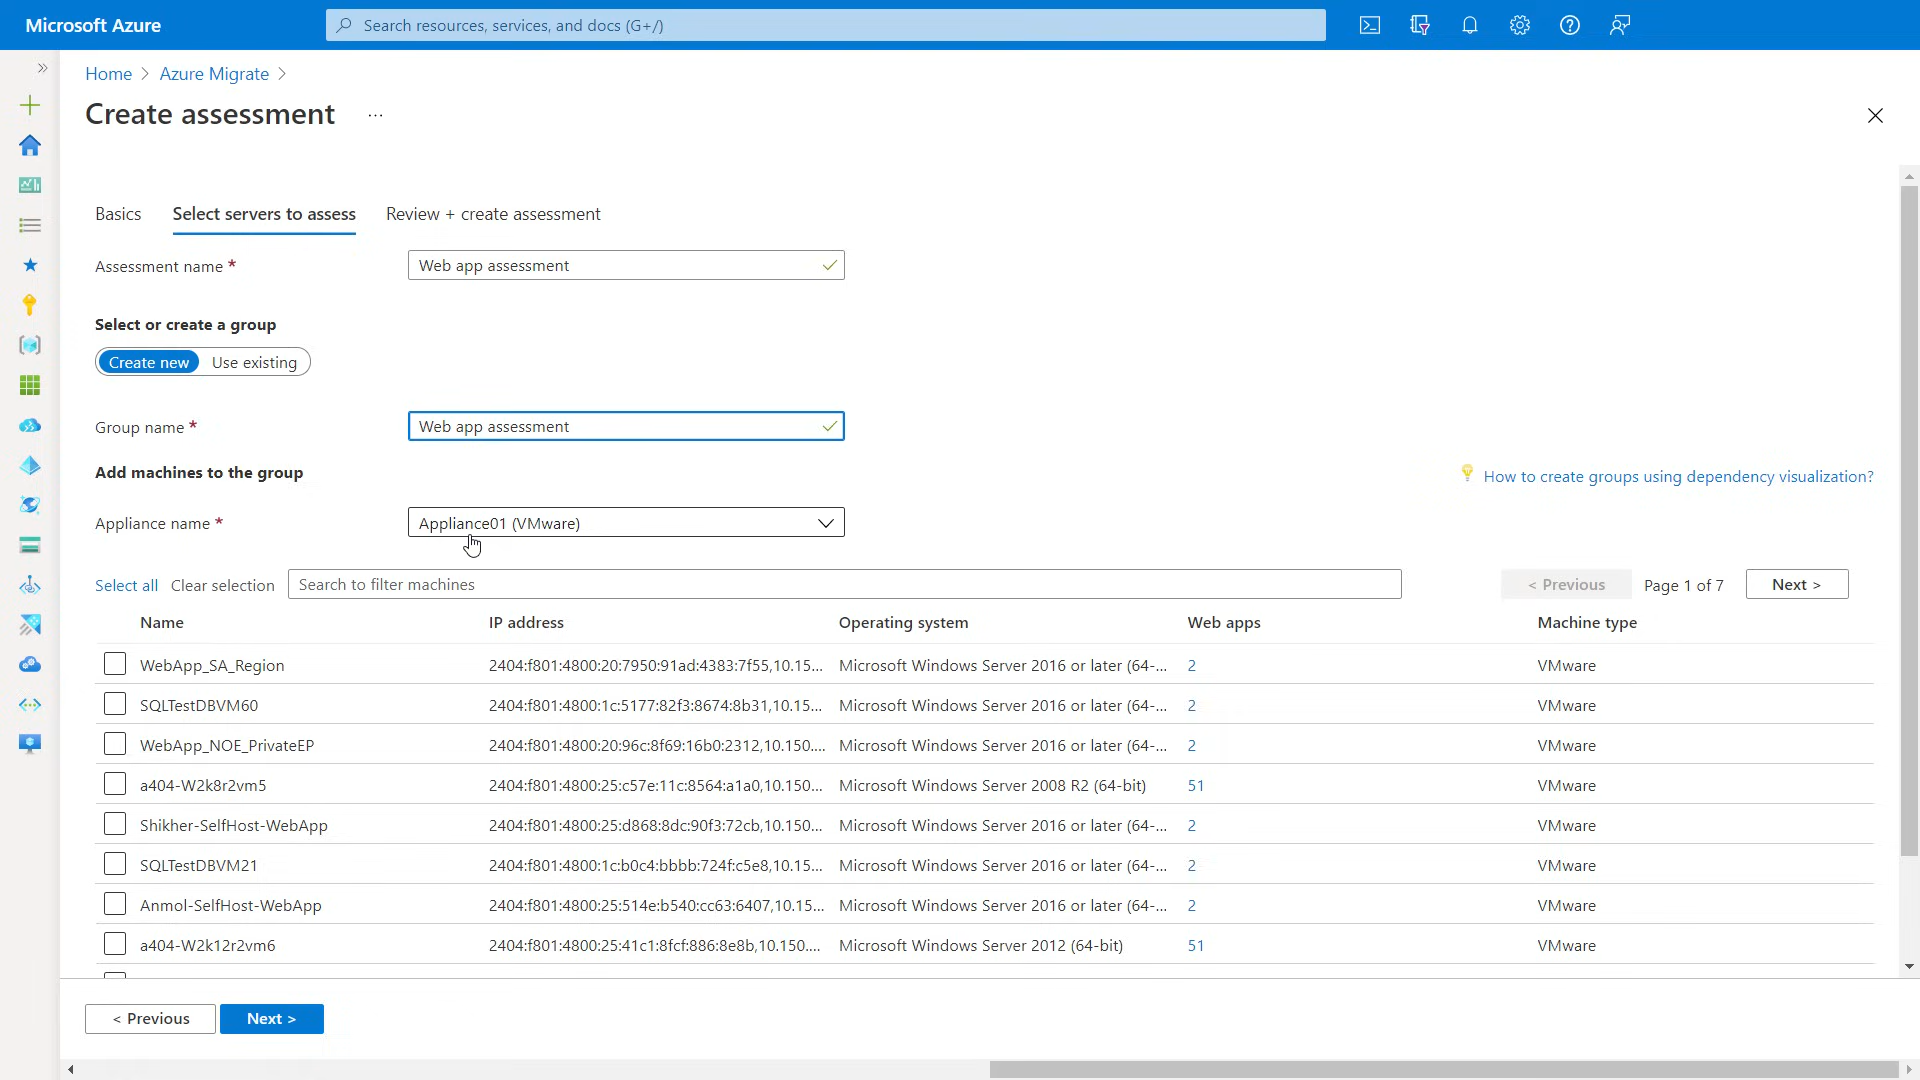 Microsoft Azure
Search resources, services, and docs (G+/)
Home > Azure Migrate >
Create assessment ...
Basics Select servers to assess Review + create assessment
Assessment name * Web app assessment
Select or create a group
Create new Use existing
Group name * Web app assessment
Add machines to the group
How to create groups using dependency visualization?
Appliance name * Appliance01 (VMware)
Select all Clear selection Search to filter machines < Previous Page 1 of 7 Next >
Name IP address Operating system Web apps Machine type
WebApp_SA_Region 2404:f801:4800:20:7950:91ad:4383:7f55,10.15... Microsoft Windows Server 2016 or later (64-... 2 VMware
SQLTestDBVM60 2404:f801:4800:1c:5177:82f3:8674:8b31,10.15... Microsoft Windows Server 2016 or later (64-... 2 VMware
WebApp_NOE_PrivateEP 2404:f801:4800:20:96c:8f69:16b0:2312,10.150.... Microsoft Windows Server 2016 or later (64-... 2 VMware
a404-W2k8r2vm5 2404:f801:4800:25:c57e:11c:8564:a1a0,10.150... Microsoft Windows Server 2008 R2 (64-bit) 51 VMware
Shikher-SelfHost-WebApp 2404:f801:4800:25:d868:8dc:90f3:72cb,10.150... Microsoft Windows Server 2016 or later (64-... 2 VMware
SQLTestDBVM21 2404:f801:4800:1c:b0c4:bbbb:724f:c5e8,10.15... Microsoft Windows Server 2016 or later (64-... 2 VMware
Anmol-SelfHost-WebApp 2404:f801:4800:25:514e:b540:cc63:6407,10.15... Microsoft Windows Server 2016 or later (64-... 2 VMware
a404-W2k12r2vm6 2404:f801:4800:25:41c1:8fcf:886:8e8b,10.150.... Microsoft Windows Server 2012 (64-bit) 51 VMware
< Previous Next >